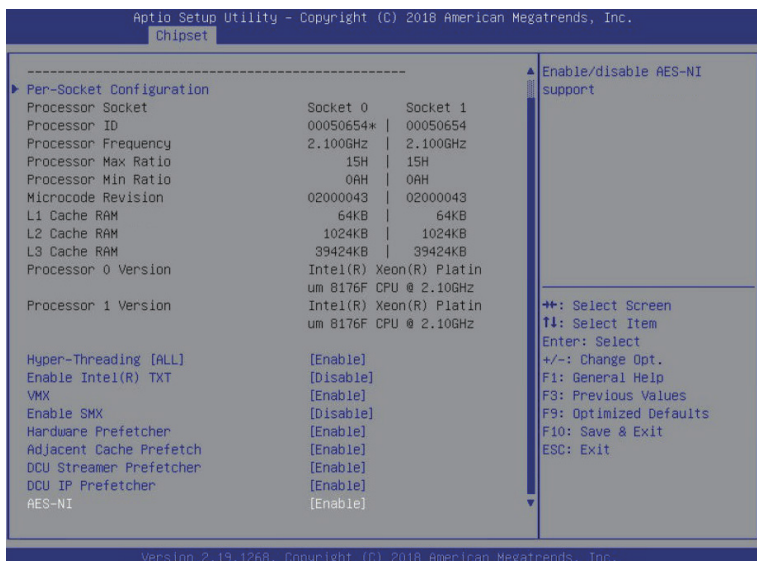 Aptio Setup Utility – Copyright (C) 2018 American Megatrends, Inc.
Chipset
--------------------------------------------------
Per-Socket Configuration
Processor Socket Socket 0 Socket 1
Processor ID 00050654* | 00050654
Processor Frequency 2.100GHz | 2.100GHz
Processor Max Ratio 15H | 15H
Processor Min Ratio 0AH | 0AH
Microcode Revision 02000043 | 02000043
L1 Cache RAM 64KB | 64KB
L2 Cache RAM 1024KB | 1024KB
L3 Cache RAM 39424KB | 39424KB
Processor 0 Version Intel(R) Xeon(R) Platin
um 8176F CPU @ 2.10GHz
Processor 1 Version Intel(R) Xeon(R) Platin
um 8176F CPU @ 2.10GHz
Hyper-Threading [ALL] [Enable]
Enable Intel(R) TXT [Disable]
VMX [Enable]
Enable SMX [Disable]
Hardware Prefetcher [Enable]
Adjacent Cache Prefetch [Enable]
DCU Streamer Prefetcher [Enable]
DCU IP Prefetcher [Enable]
AES-NI [Enable]
Enable/disable AES-NI
support
→←: Select Screen
↑↓: Select Item
Enter: Select
+/-: Change Opt.
F1: General Help
F3: Previous Values
F9: Optimized Defaults
F10: Save & Exit
ESC: Exit
Version 2.19.1268. Copyright (C) 2018 American Megatrends, Inc.